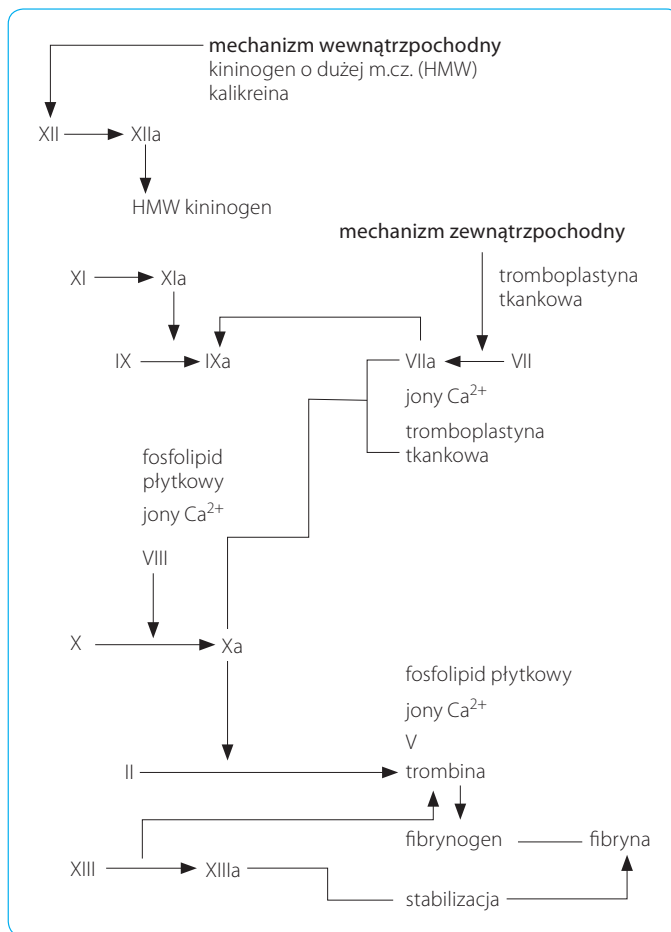 mechanizm wewnątrzpochodny
kininogen o dużej m.cz. (HMW)
kalikreina
XII
XIIa
HMW kininogen
mechanizm zewnątrzpochodny
tromboplastyna
tkankowa
XI
XIa
IX
IXa
VIIa
VII
jony Ca²⁺
tromboplastyna
tkankowa
fosfolipid
płytkowy
jony Ca²⁺
VIII
X
Xa
fosfolipid płytkowy
jony Ca²⁺
V
II
trombina
fibrynogen
fibryna
XIII
XIIIa
stabilizacja